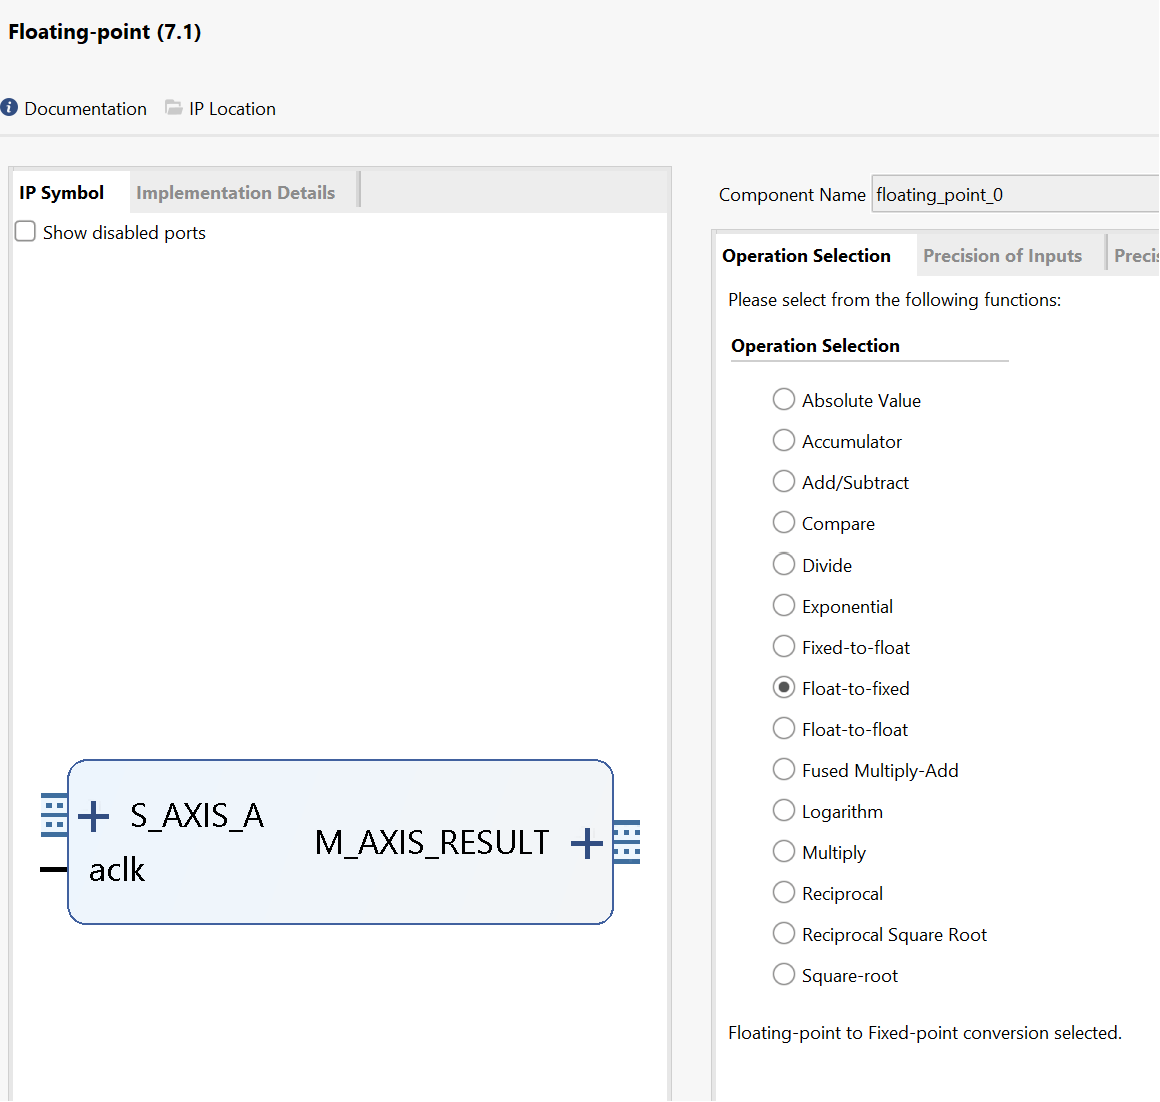 Floating-point (7.1)
Documentation IP Location
IP Symbol Implementation Details
Show disabled ports
S_AXIS_A
aclk
M_AXIS_RESULT
Component Name floating_point_0
Operation Selection Precision of Inputs Precis
Please select from the following functions:
Operation Selection
Absolute Value
Accumulator
Add/Subtract
Compare
Divide
Exponential
Fixed-to-float
Float-to-fixed
Float-to-float
Fused Multiply-Add
Logarithm
Multiply
Reciprocal
Reciprocal Square Root
Square-root
Floating-point to Fixed-point conversion selected.